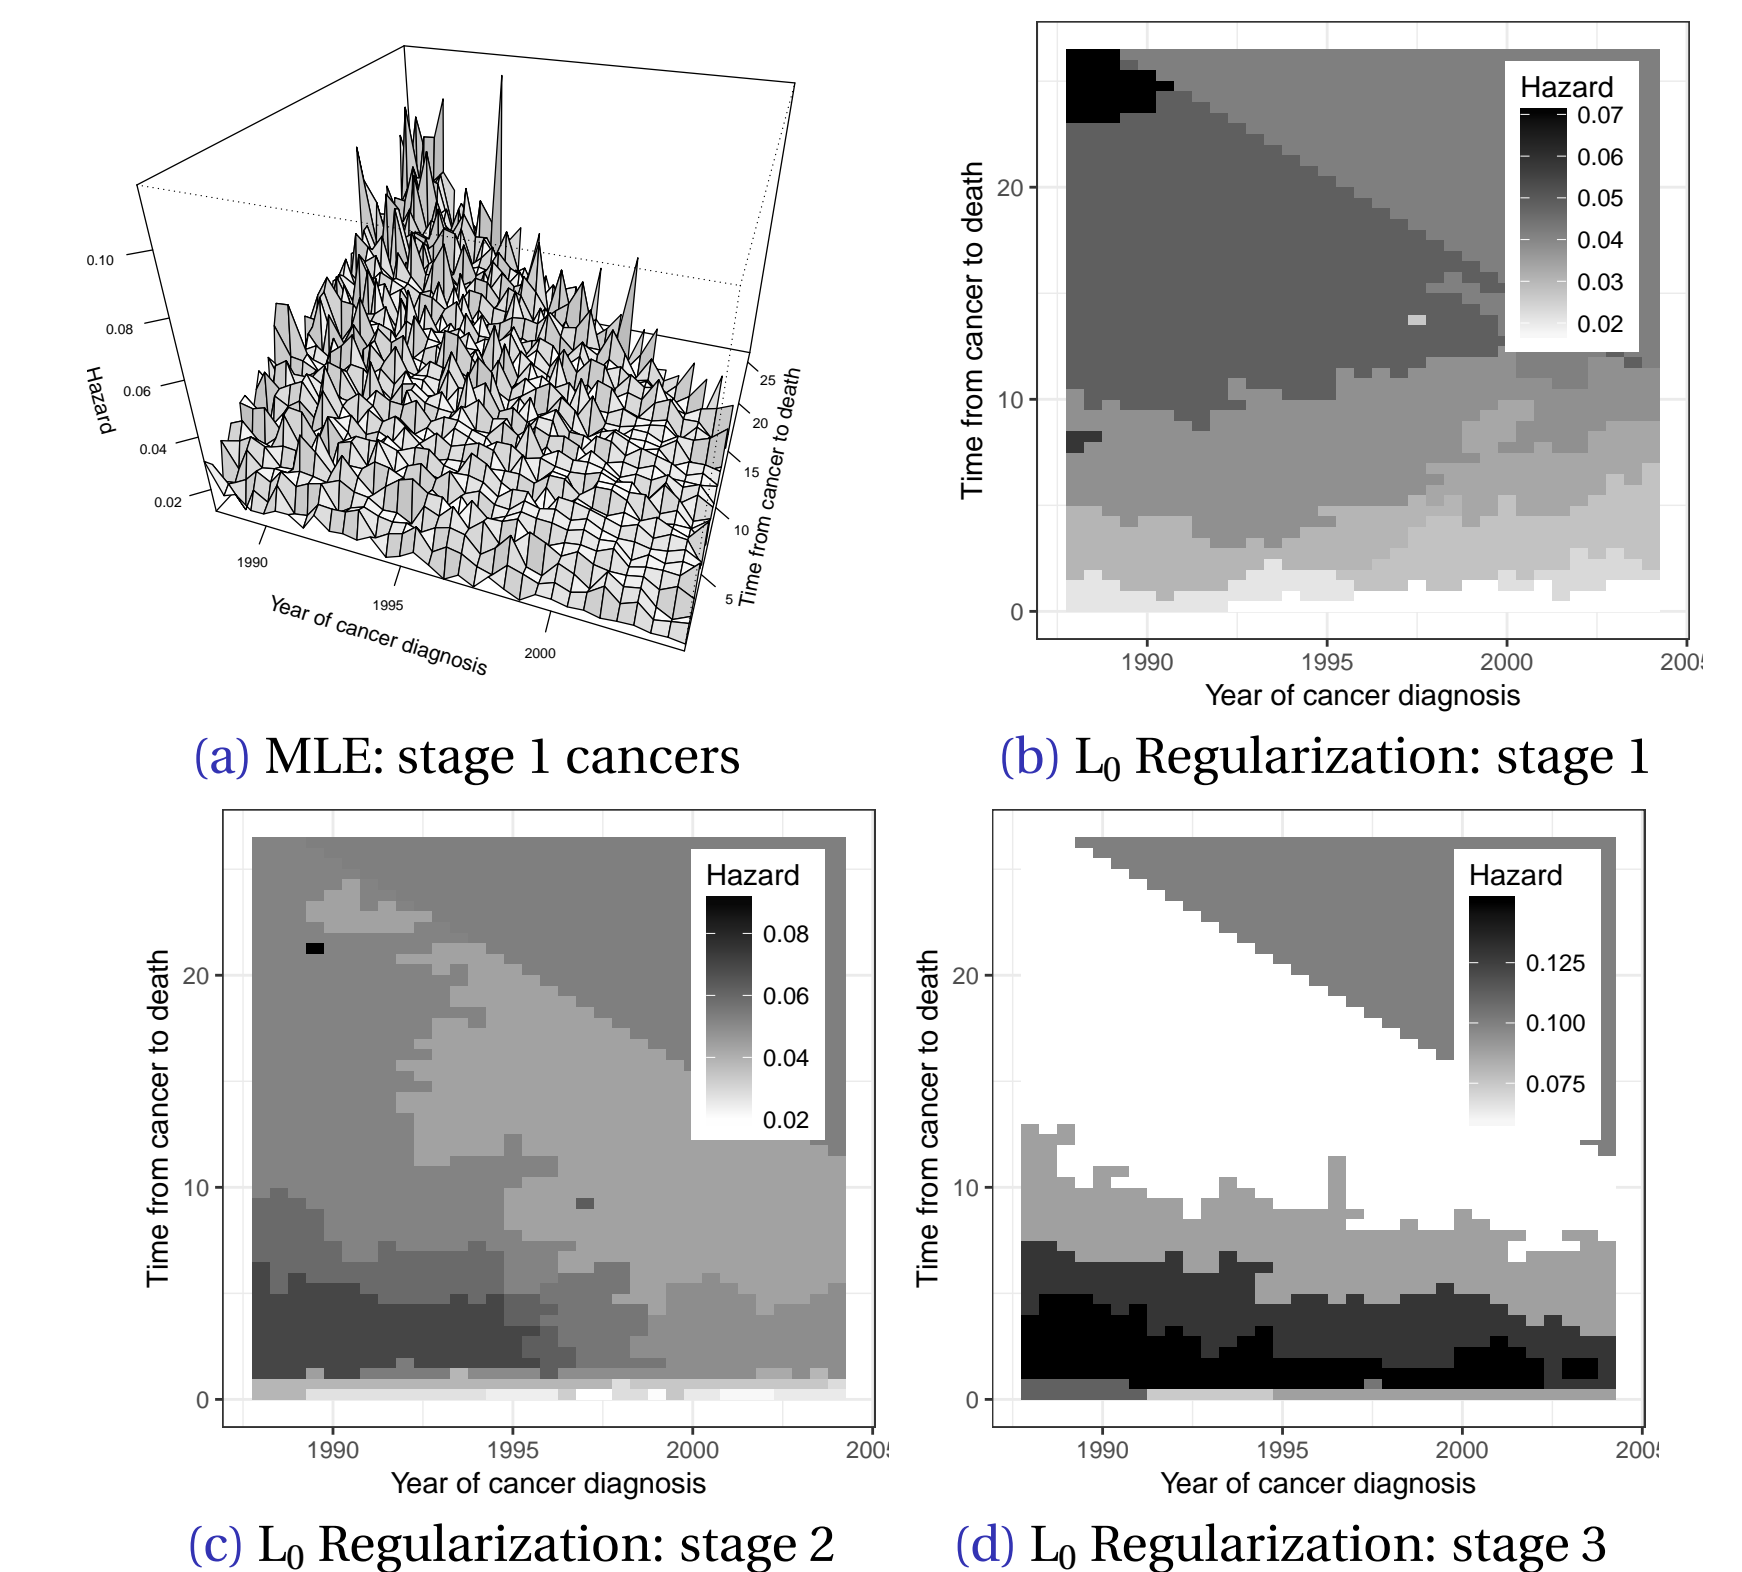 0.10
0.08
0.06
0.04
0.02
Hazard
1990
1995
2000
Year of cancer diagnosis
5
10
15
20
25
Time from cancer to death
(a) MLE: stage 1 cancers
Hazard
0.07
0.06
0.05
0.04
0.03
0.02
20
10
0
Time from cancer to death
1990
1995
2000
Year of cancer diagnosis
(b) L0 Regularization: stage 1
Hazard
0.08
0.06
0.04
0.02
20
10
0
Time from cancer to death
1990
1995
2000
Year of cancer diagnosis
(c) L0 Regularization: stage 2
Hazard
0.125
0.100
0.075
20
10
0
Time from cancer to death
1990
1995
2000
Year of cancer diagnosis
(d) L0 Regularization: stage 3